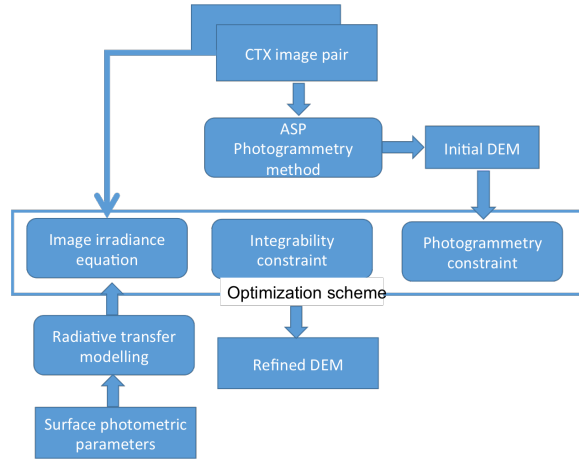 CTX image pair
ASP
Photogrammetry
method
Initial DEM
Image irradiance
equation
Integrability
constraint
Photogrammetry
constraint
Optimization scheme
Radiative transfer
modelling
Refined DEM
Surface photometric
parameters